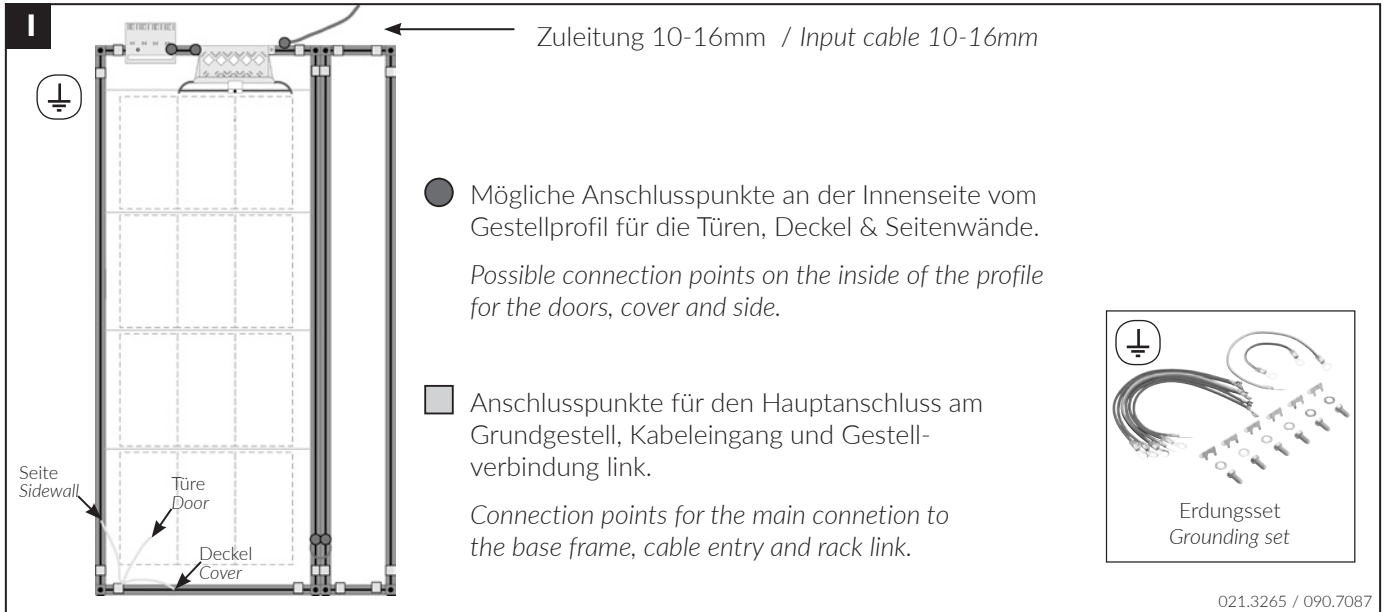 I
Zuleitung 10-16mm / Input cable 10-16mm
Mögliche Anschlusspunkte an der Innenseite vom
Gestellprofil für die Türen, Deckel & Seitenwände.
Possible connection points on the inside of the profile
for the doors, cover and side.
Anschlusspunkte für den Hauptanschluss am
Grundgestell, Kabeleingang und Gestell-
verbindung link.
Connection points for the main connetion to
the base frame, cable entry and rack link.
Seite
Sidewall
Türe
Door
Deckel
Cover
Erdungsset
Grounding set
021.3265 / 090.7087